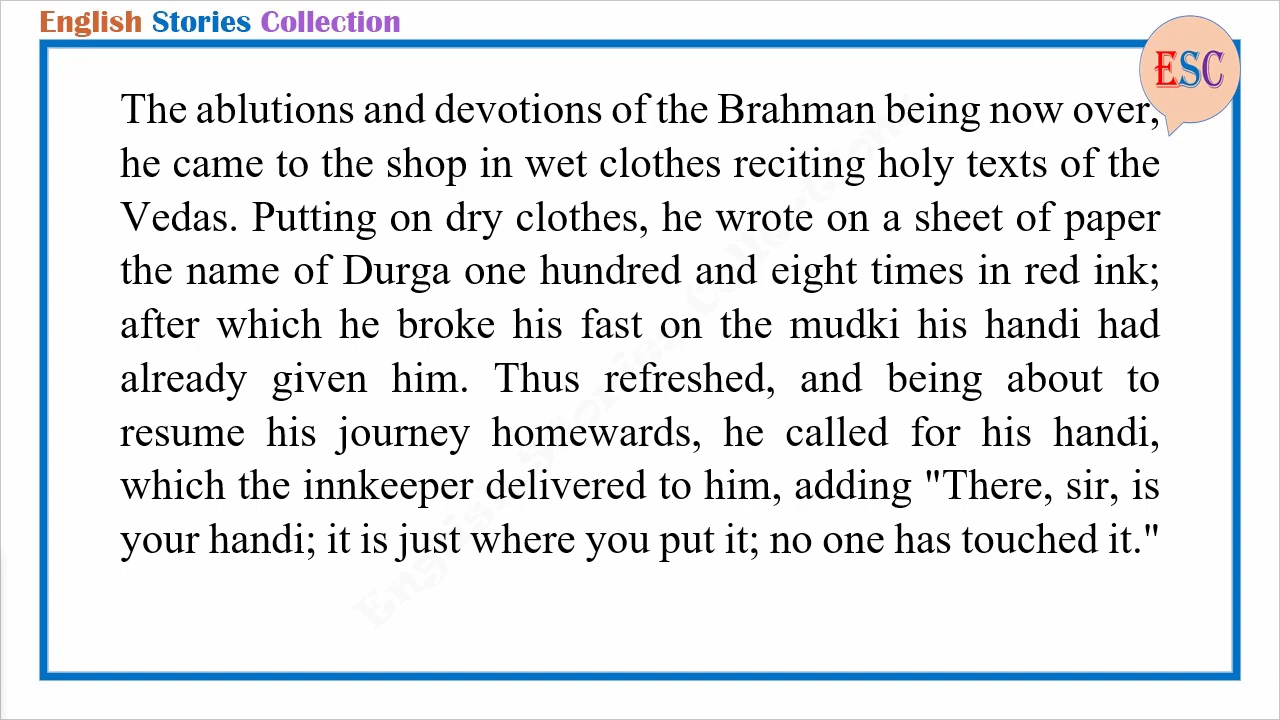 English Stories Collection
ESC
The ablutions and devotions of the Brahman being now over,
he came to the shop in wet clothes reciting holy texts of the
Vedas. Putting on dry clothes, he wrote on a sheet of paper
the name of Durga one hundred and eight times in red ink;
after which he broke his fast on the mudki his handi had
already given him. Thus refreshed, and being about to
resume his journey homewards, he called for his handi,
which the innkeeper delivered to him, adding "There, sir, is
your handi; it is just where you put it; no one has touched it."
English Stories Collection